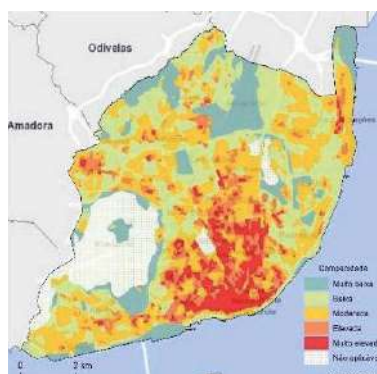 Odivelas
Amadora
Compacidade
Muito baixa
Baixa
Moderada
Elevada
Muito elevada
Não aplicável
0 2 km